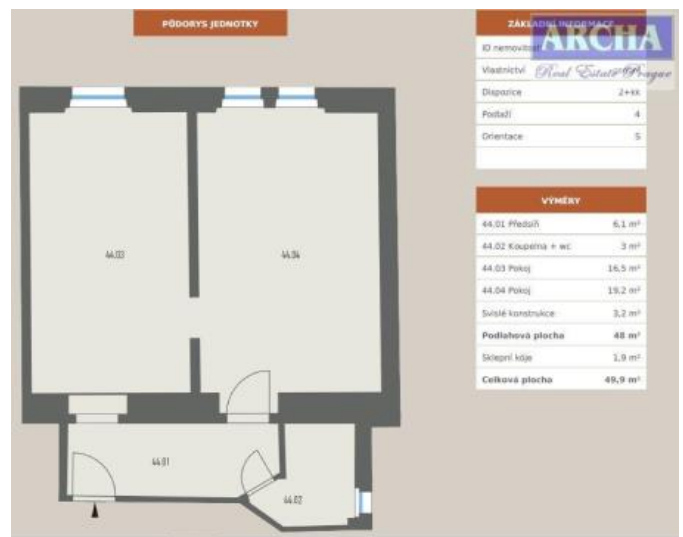 PŮDORYS JEDNOTKY
ZÁKLADNÍ INFORMACE
ARCHA
Real Estate Prague
ID nemovitosti
Vlastnictví
Dispozice 2+kk
Podlaží 4
Orientace S
VÝMĚRY
44.01 Předsíň 6,1 m²
44.02 Koupelna + wc 3 m²
44.03 Pokoj 16,5 m²
44.04 Pokoj 19,2 m²
Svislé konstrukce 3,2 m²
Podlahová plocha 48 m²
Sklepní kóje 1,9 m²
Celková plocha 49,9 m²
44.03
44.04
44.01
44.02